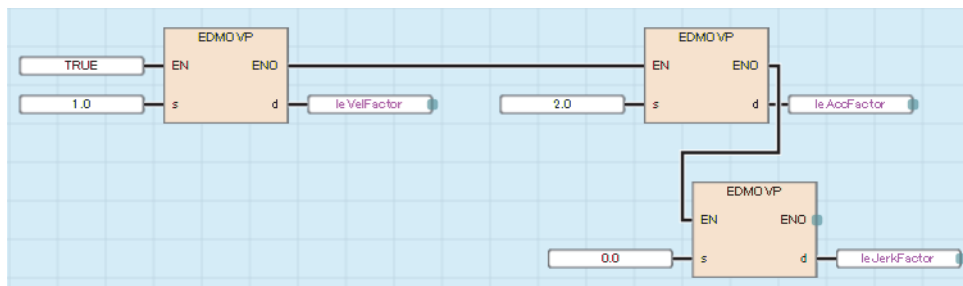 EDMOVP EDMOVP
TRUE EN ENO EN ENO
1.0 s d leVelFactor 2.0 s d leAccFactor
EDMOVP
EN ENO
0.0 s d leJerkFactor